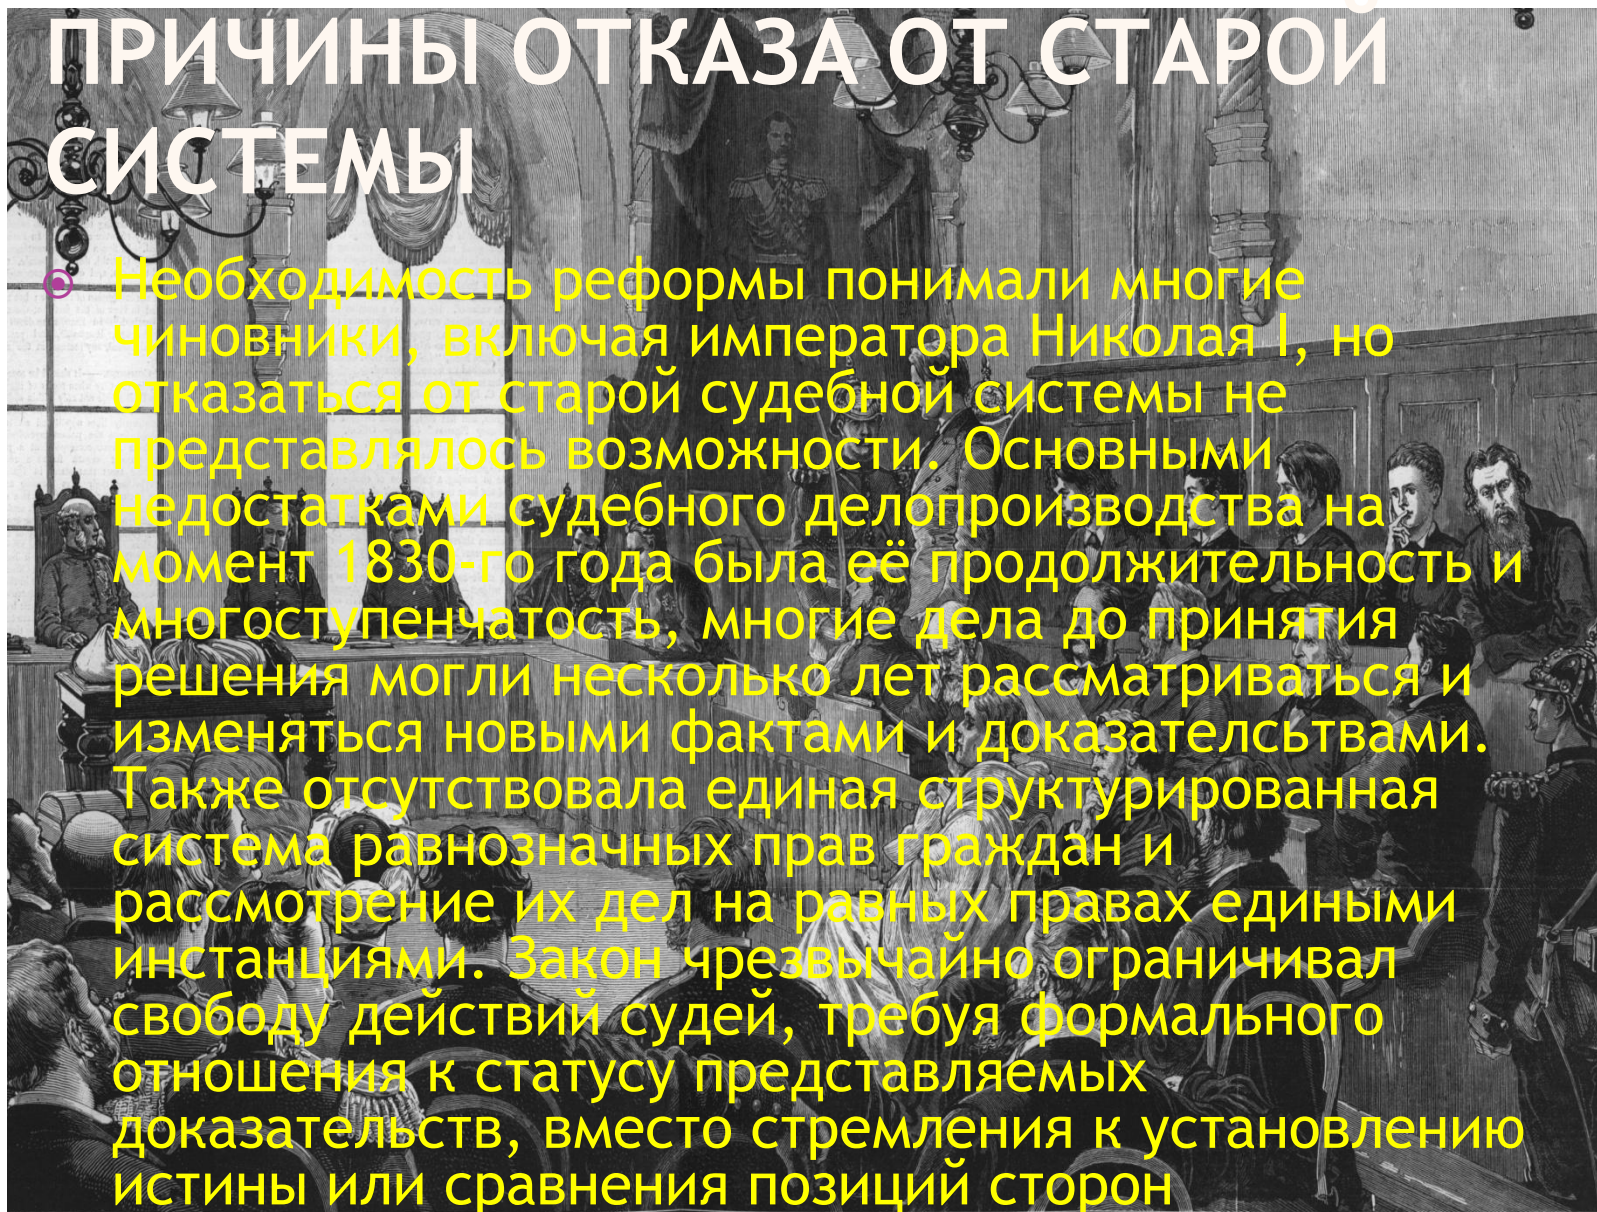 ПРИЧИНЫ ОТКАЗА ОТ СТАРОЙ
СИСТЕМЫ
Необходимость реформы понимали многие
чиновники, включая императора Николая I, но
отказаться от старой судебной системы не
представлялось возможности. Основными
недостатками судебного делопроизводства на
момент 1830-го года была её продолжительность и
многоступенчатость, многие дела до принятия
решения могли несколько лет рассматриваться и
изменяться новыми фактами и доказателсьтвами.
Также отсутствовала единая структурированная
система равнозначных прав граждан и
рассмотрение их дел на равных правах едиными
инстанциями. Закон чрезвычайно ограничивал
свободу действий судей, требуя формального
отношения к статусу представляемых
доказательств, вместо стремления к установлению
истины или сравнения позиций сторон